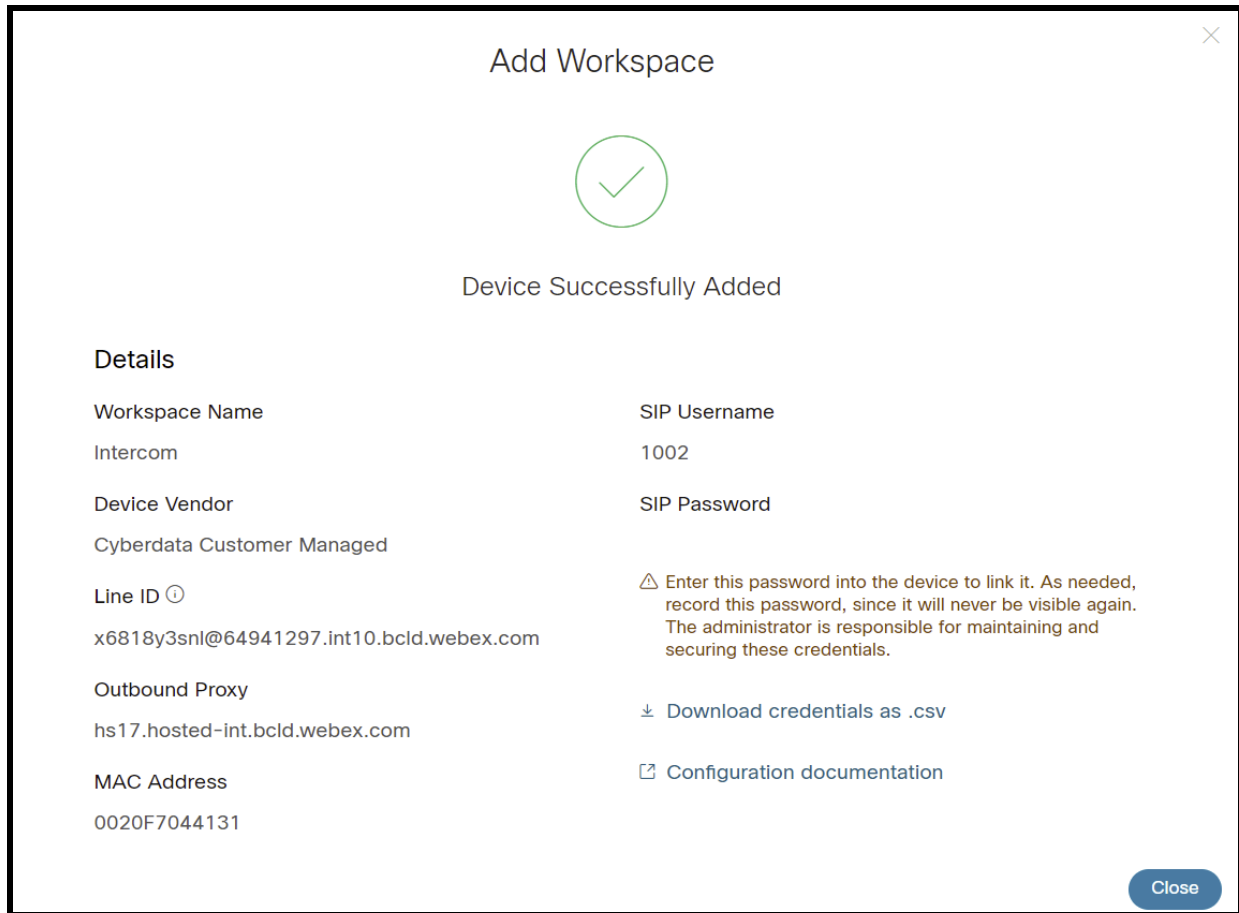 Add Workspace
Device Successfully Added
Details
Workspace Name
Intercom
Device Vendor
Cyberdata Customer Managed
Line ID
x6818y3snl@64941297.int10.bcld.webex.com
Outbound Proxy
hs17.hosted-int.bcld.webex.com
MAC Address
0020F7044131
SIP Username
1002
SIP Password
Enter this password into the device to link it. As needed,
record this password, since it will never be visible again.
The administrator is responsible for maintaining and
securing these credentials.
Download credentials as .csv
Configuration documentation
Close